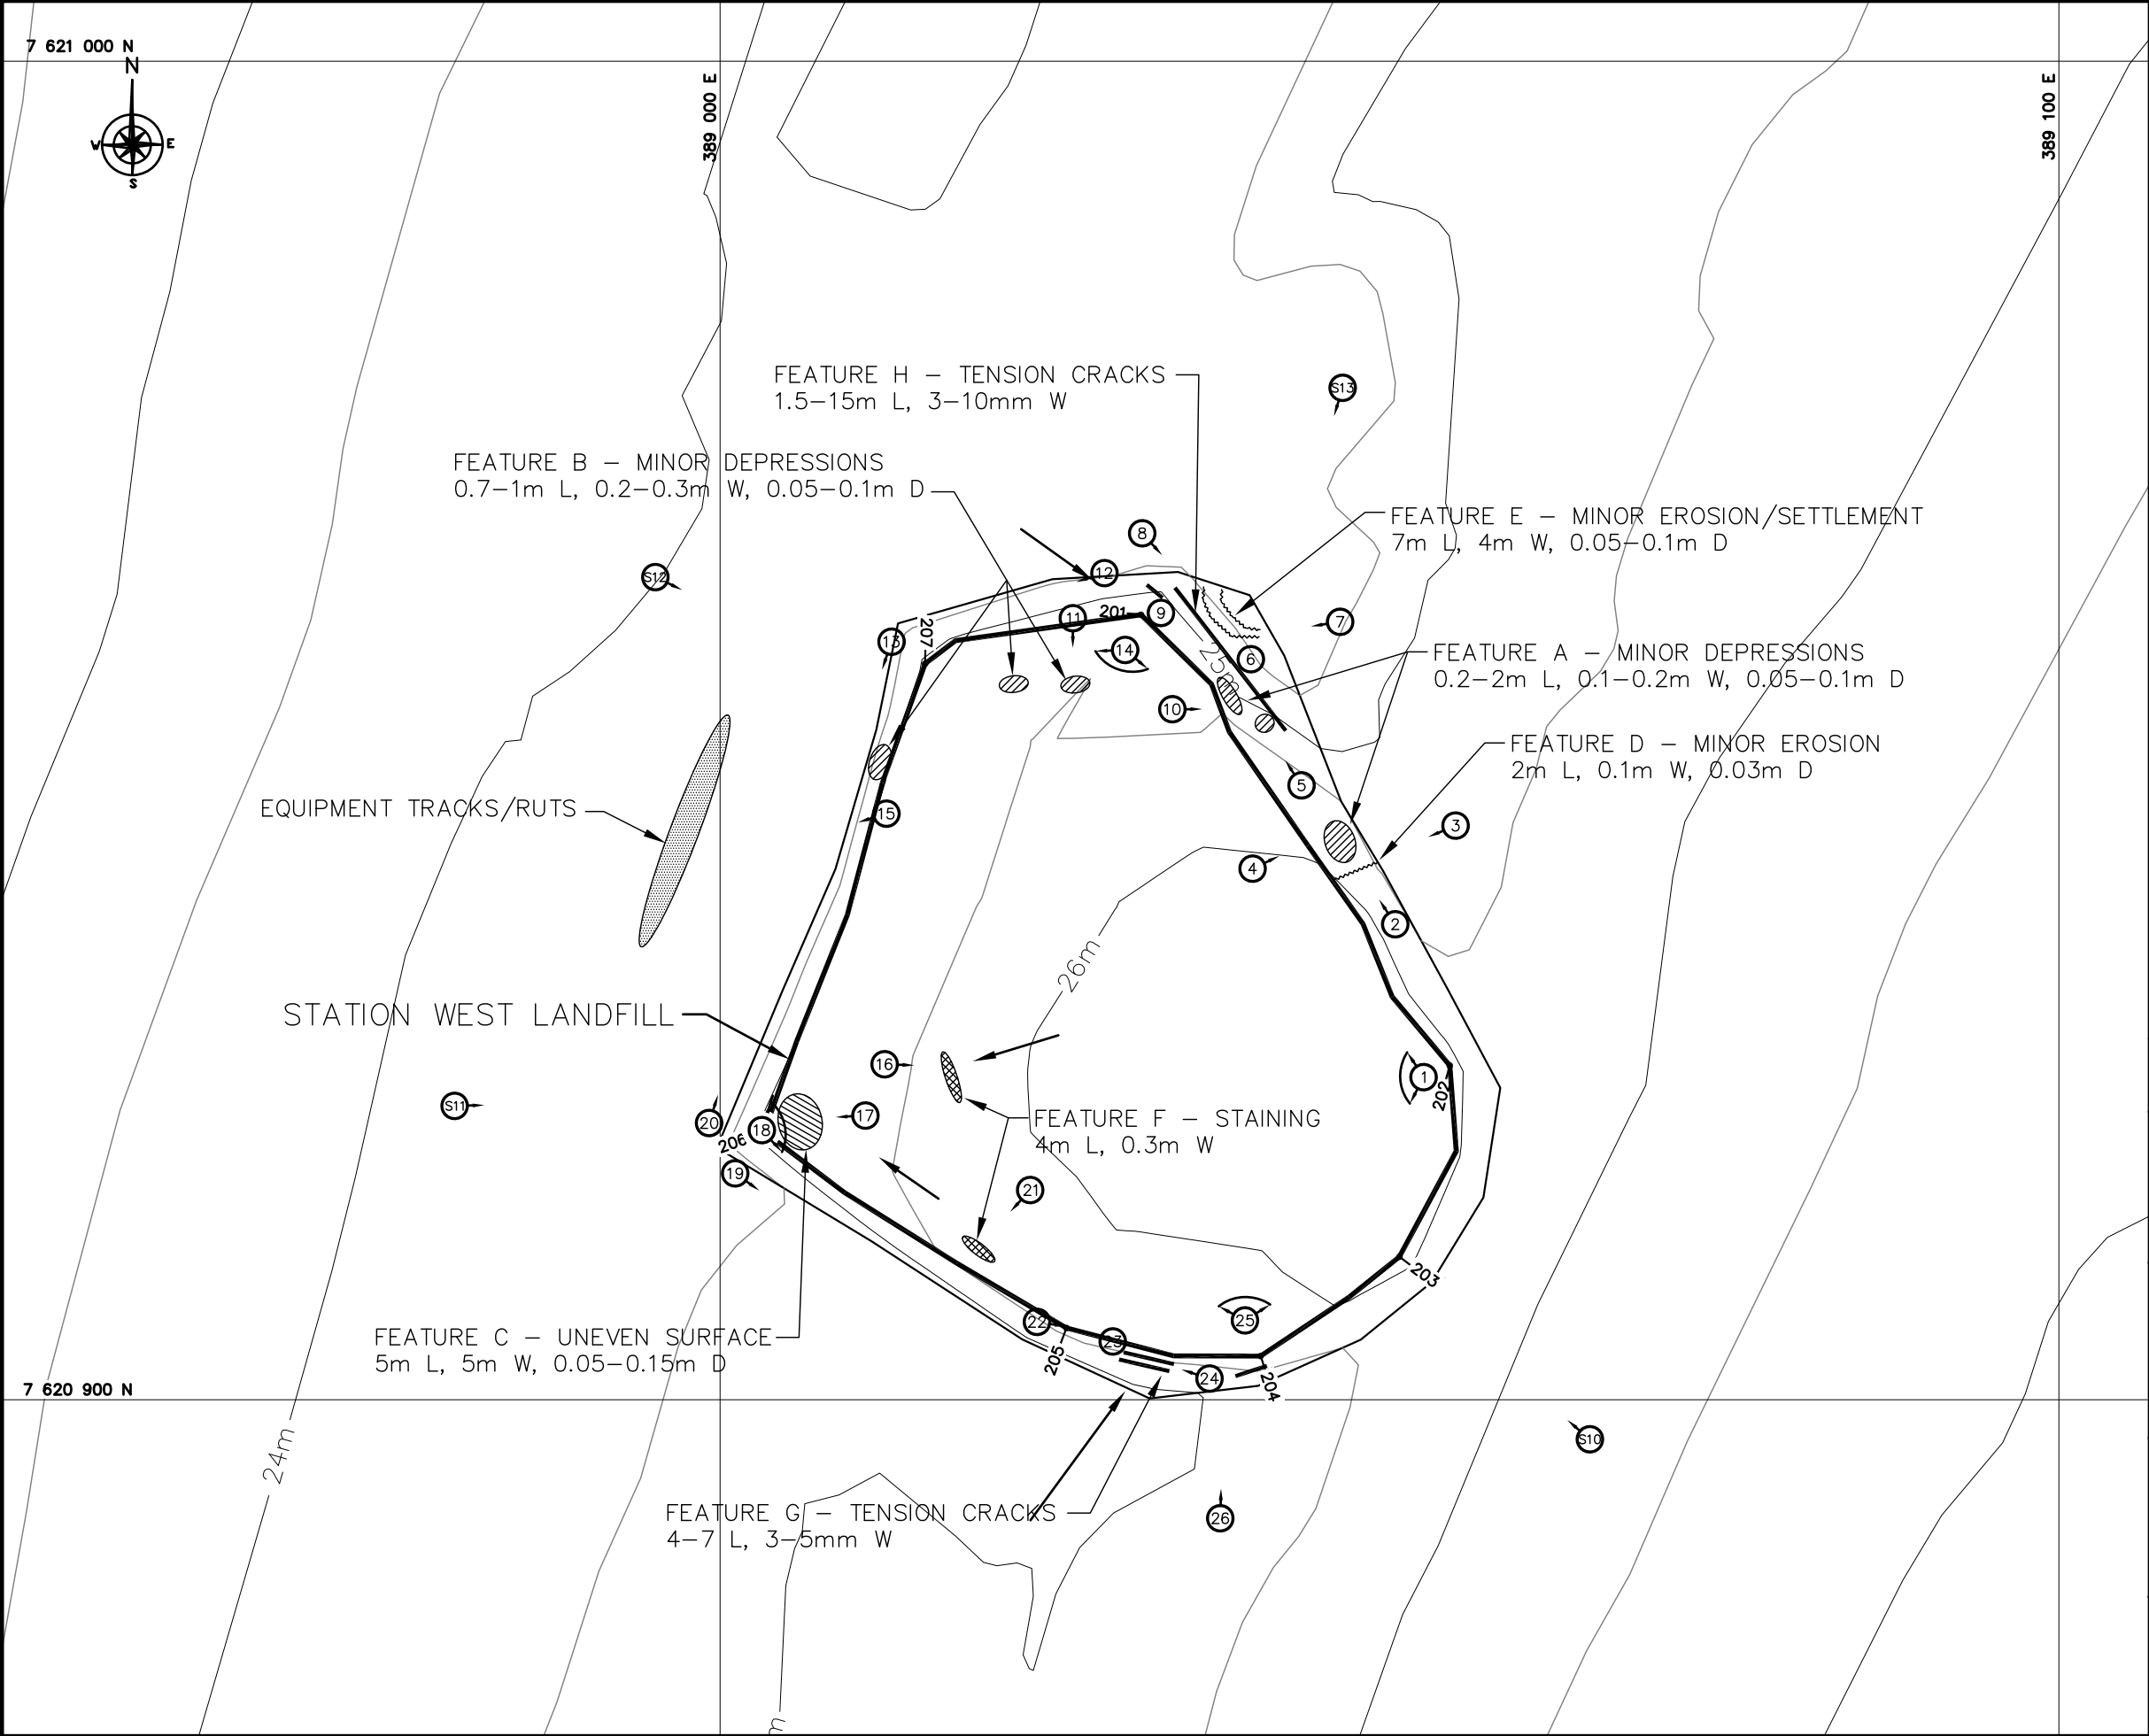 7 621 000 N
N
W
E
S
389 000 E
389 100 E
FEATURE H – TENSION CRACKS
1.5–15m L, 3–10mm W
S13
FEATURE B – MINOR DEPRESSIONS
0.7–1m L, 0.2–0.3m W, 0.05–0.1m D
FEATURE E – MINOR EROSION/SETTLEMENT
7m L, 4m W, 0.05–0.1m D
8
12
S12
201
9
11
7
207
13
14
6
25m
FEATURE A – MINOR DEPRESSIONS
0.2–2m L, 0.1–0.2m W, 0.05–0.1m D
10
FEATURE D – MINOR EROSION
2m L, 0.1m W, 0.03m D
5
EQUIPMENT TRACKS/RUTS
15
3
4
2
26m
STATION WEST LANDFILL
16
1
202
S11
17
20
18
206
FEATURE F – STAINING
4m L, 0.3m W
19
21
203
22
23
25
FEATURE C – UNEVEN SURFACE
5m L, 5m W, 0.05–0.15m D
205
24
204
7 620 900 N
S10
24m
FEATURE G – TENSION CRACKS
4–7 L, 3–5mm W
26
m